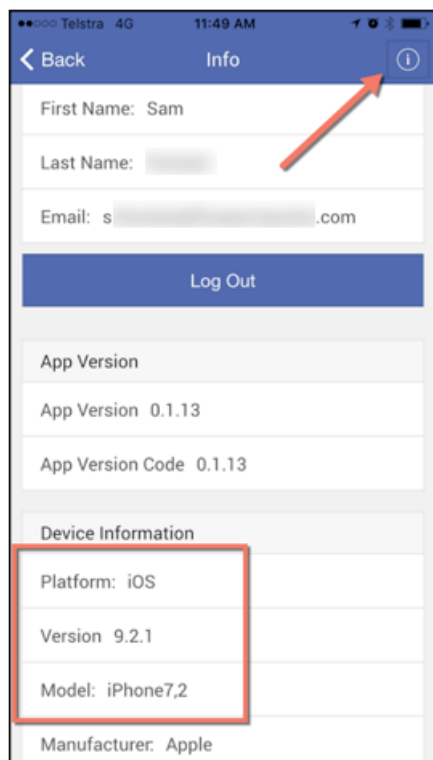 Telstra 4G 11:49 AM
Back Info
First Name: Sam
Last Name:
Email: s .com
Log Out
App Version
App Version 0.1.13
App Version Code 0.1.13
Device Information
Platform: iOS
Version 9.2.1
Model: iPhone7,2
Manufacturer: Apple